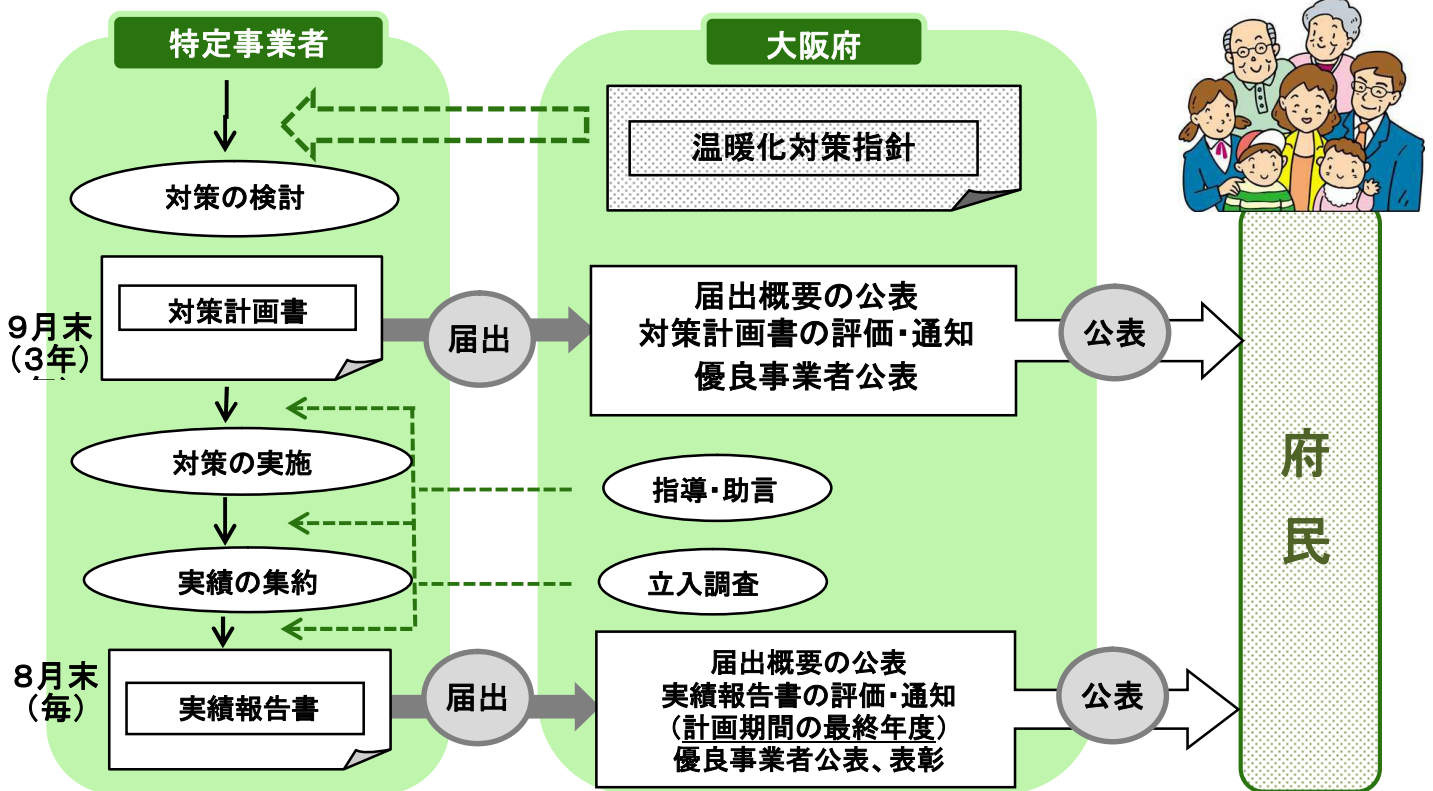 特定事業者
大阪府
温暖化対策指針
対策の検討
対策計画書
9月末
（3年）
届出
届出概要の公表
対策計画書の評価・通知
優良事業者公表
公表
対策の実施
指導・助言
実績の集約
立入調査
8月末
（毎）
実績報告書
届出
届出概要の公表
実績報告書の評価・通知
（計画期間の最終年度）
優良事業者公表、表彰
公表
府民